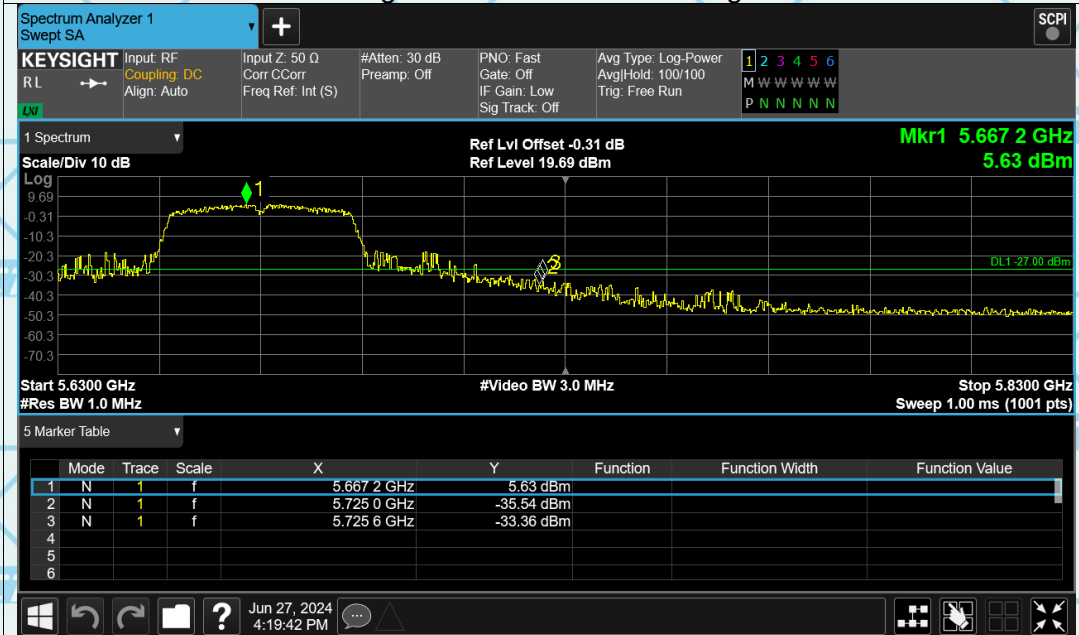 Spectrum Analyzer 1
Swept SA
+
SCPI
KEYSIGHT
RL
LXI
Input: RF
Coupling: DC
Align: Auto
Input Z: 50 Ω
Corr CCorr
Freq Ref: Int (S)
#Atten: 30 dB
Preamp: Off
PNO: Fast
Gate: Off
IF Gain: Low
Sig Track: Off
Avg Type: Log-Power
Avg|Hold: 100/100
Trig: Free Run
1 2 3 4 5 6
M W W W W W
P N N N N N
1 Spectrum
Scale/Div 10 dB
Ref Lvl Offset -0.31 dB
Ref Level 19.69 dBm
Mkr1 5.667 2 GHz
5.63 dBm
Log
9.69
-0.31
-10.3
-20.3
-30.3
-40.3
-50.3
-60.3
-70.3
1
DL1 -27.00 dBm
Start 5.6300 GHz
#Res BW 1.0 MHz
#Video BW 3.0 MHz
Stop 5.8300 GHz
Sweep 1.00 ms (1001 pts)
5 Marker Table
Mode Trace Scale X Y Function Function Width Function Value
1 N 1 f 5.667 2 GHz 5.63 dBm
2 N 1 f 5.725 0 GHz -35.54 dBm
3 N 1 f 5.725 6 GHz -33.36 dBm
4
5
6
?
Jun 27, 2024
4:19:42 PM